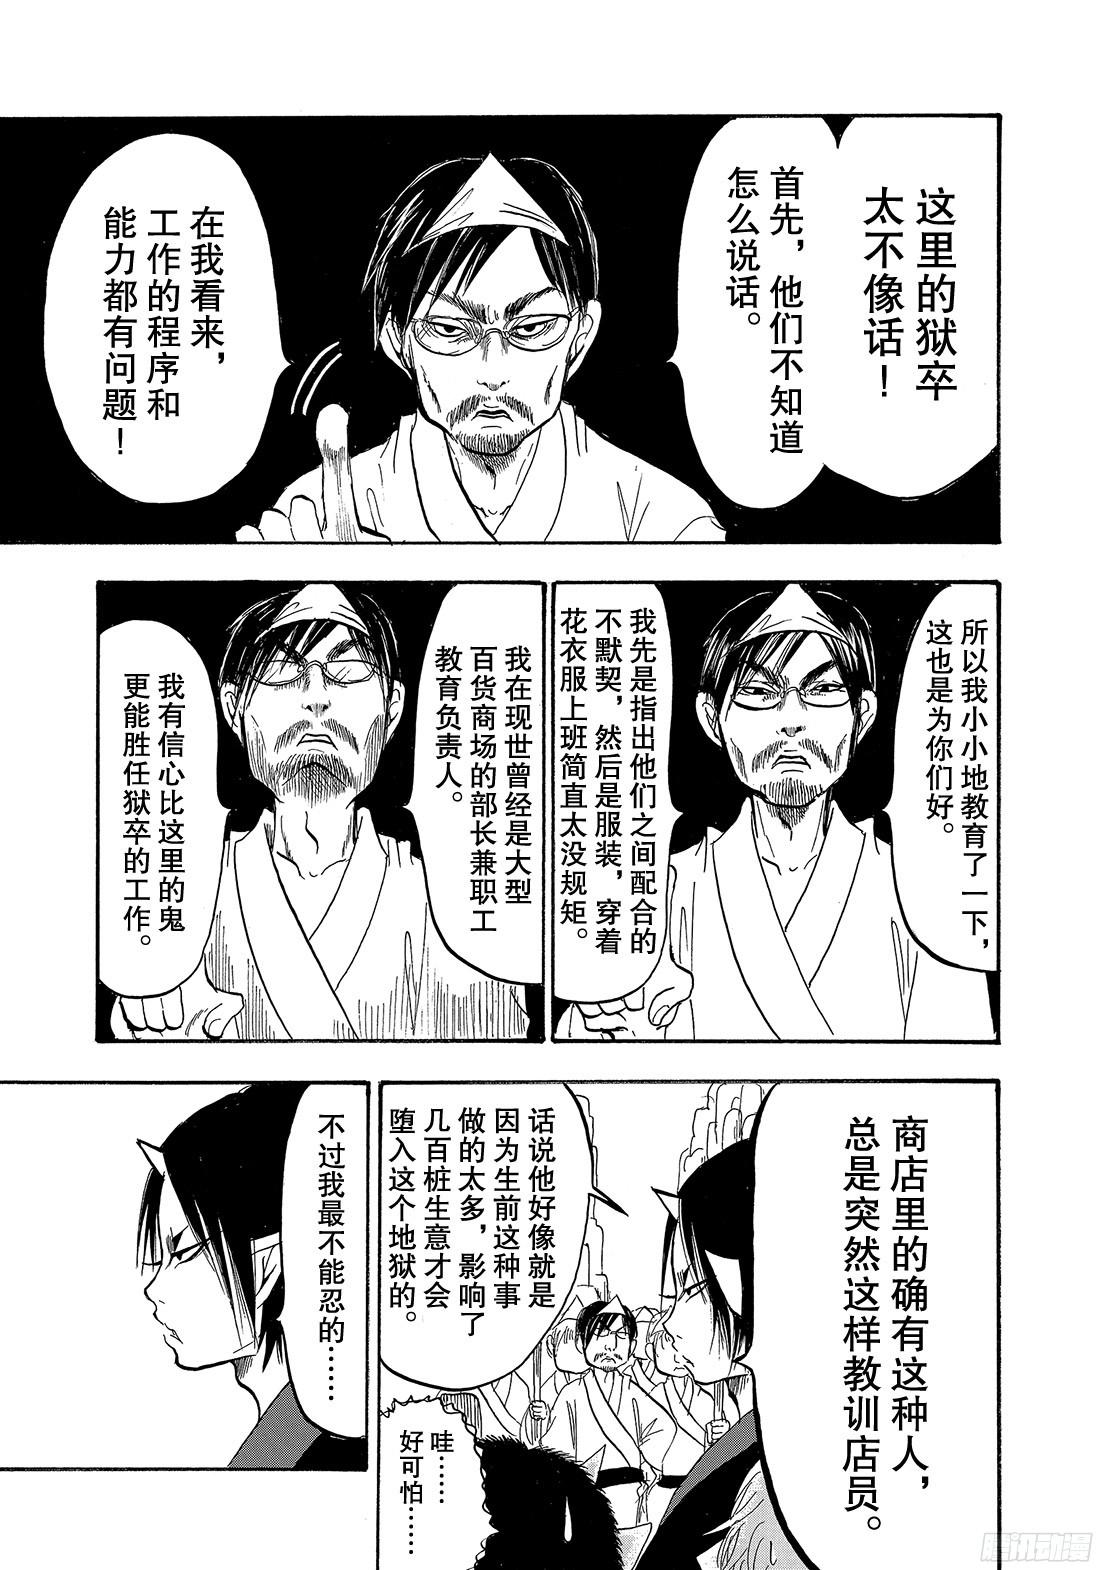 这里的狱卒
太不像话！
首先，他们不知道
怎么说话。
在我看来，
工作的程序和
能力都有问题！
所以我小小地教育了一下，
这也是为你们好。
我先是指出他们之间配合的
不默契，然后是服装，穿着
花衣服上班简直太没规矩。
我在现世曾经是大型
百货商场的部长兼职工
教育负责人。
我有信心比这里的鬼
更能胜任狱卒的工作。
商店里的确有这种人，
总是突然这样教训店员。
话说他好像就是
因为生前这种事
做的太多，影响了
几百桩生意才会
堕入这个地狱的。
哇……
好可怕……
不过我最不能忍的……
腾讯动漫